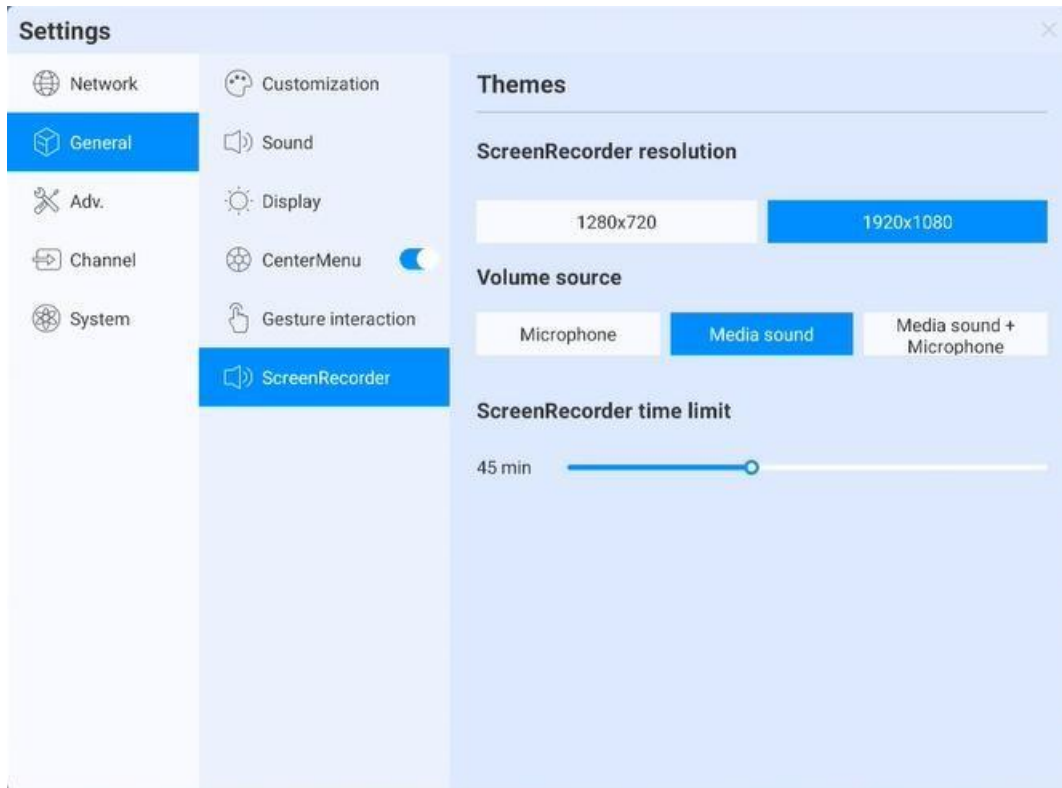 Settings
Network
General
Adv.
Channel
System
Customization
Sound
Display
CenterMenu
Gesture interaction
ScreenRecorder
Themes
ScreenRecorder resolution
1280x720
1920x1080
Volume source
Microphone
Media sound
Media sound +
Microphone
ScreenRecorder time limit
45 min